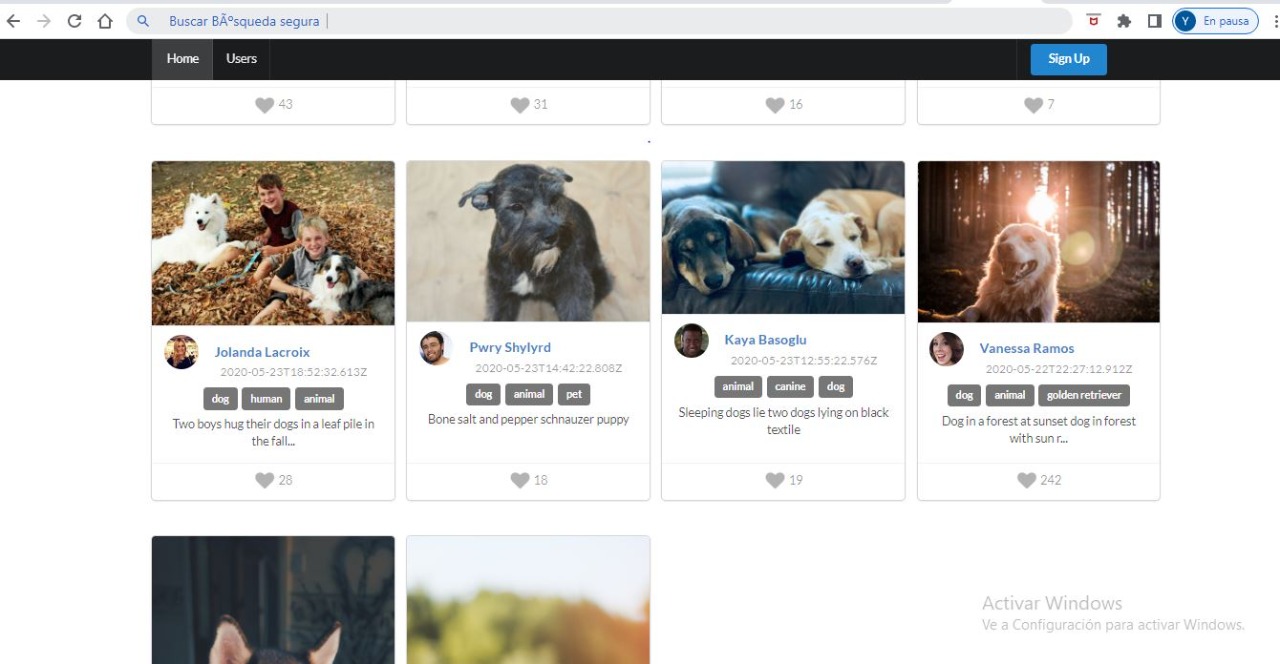 Buscar BÃºsqueda segura
Y En pausa
Home Users Sign Up
43 31 16 7
Jolanda Lacroix
2020-05-23T18:52:32.613Z
dog human animal
Two boys hug their dogs in a leaf pile in
the fall...
28
Pwry Shylyrd
2020-05-23T14:42:22.808Z
dog animal pet
Bone salt and pepper schnauzer puppy
18
Kaya Basoglu
2020-05-23T12:55:22.576Z
animal canine dog
Sleeping dogs lie two dogs lying on black
textile
19
Vanessa Ramos
2020-05-22T22:27:12.912Z
dog animal golden retriever
Dog in a forest at sunset dog in forest
with sun r...
242
Activar Windows
Ve a Configuración para activar Windows.